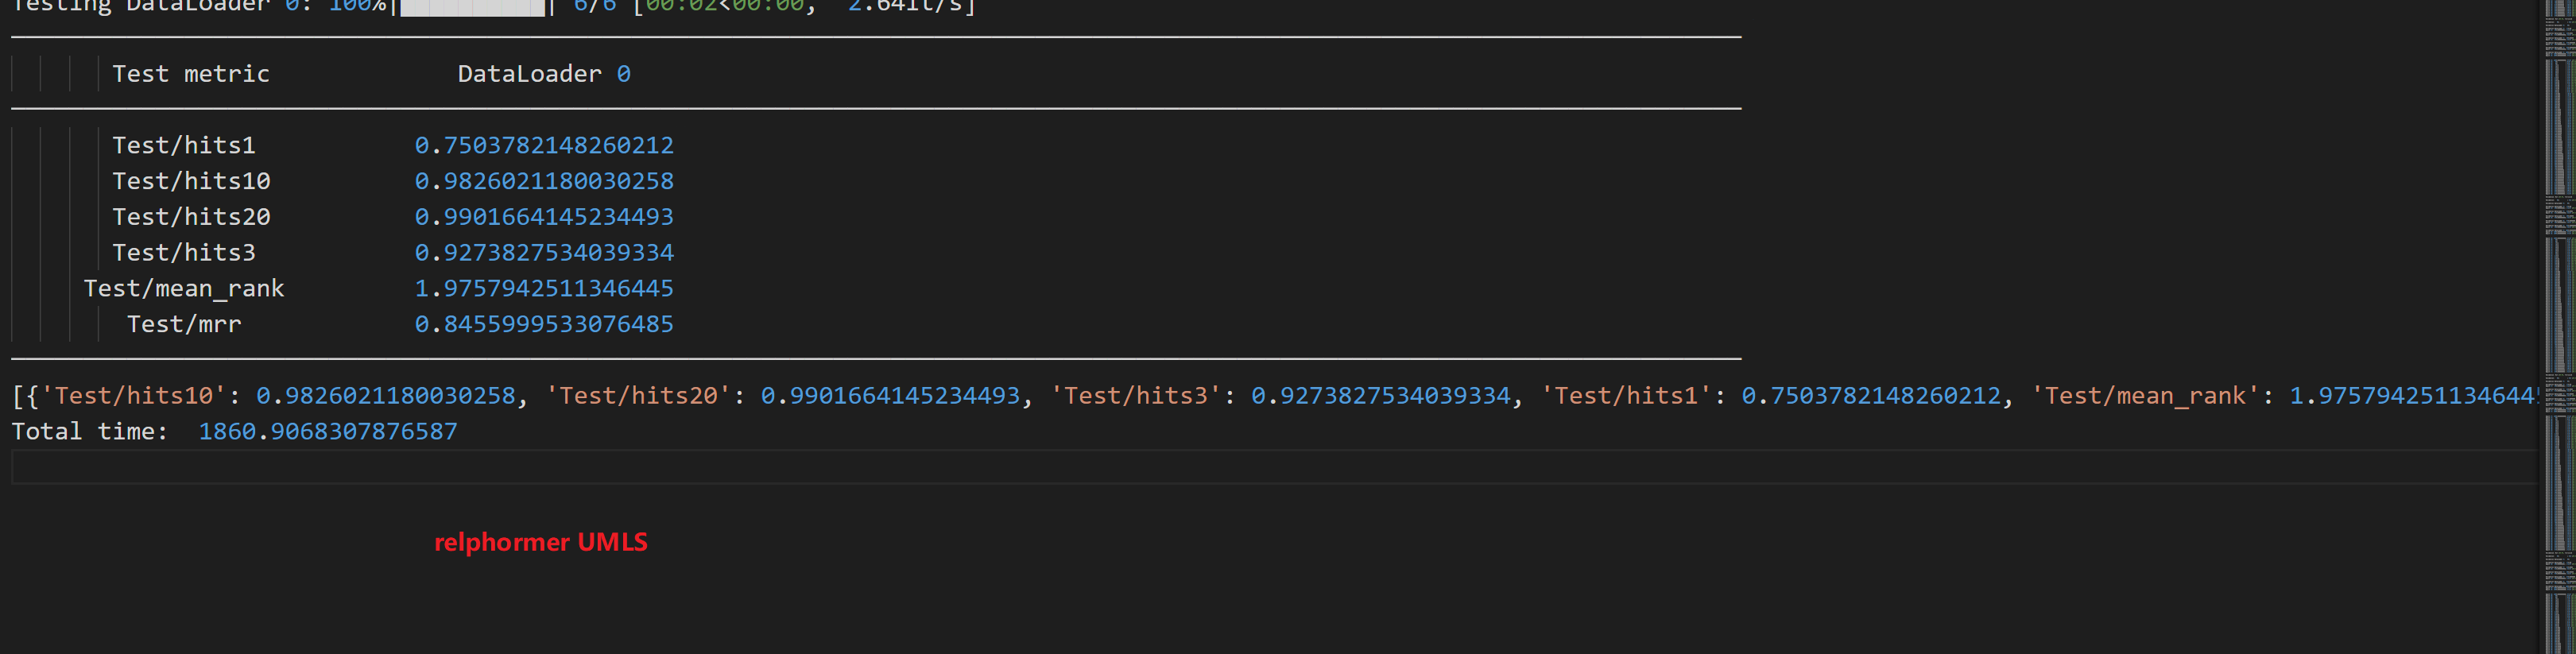 Testing DataLoader 0: 100%|██████████| 6/6 [00:02<00:00,  2.64it/s]
Test metric DataLoader 0
Test/hits1 0.7503782148260212
Test/hits10 0.9826021180030258
Test/hits20 0.9901664145234493
Test/hits3 0.9273827534039334
Test/mean_rank 1.9757942511346445
Test/mrr 0.8455999533076485
[{'Test/hits10': 0.9826021180030258, 'Test/hits20': 0.9901664145234493, 'Test/hits3': 0.9273827534039334, 'Test/hits1': 0.7503782148260212, 'Test/mean_rank': 1.9757942511346445
Total time:  1860.9068307876587
relphormer UMLS